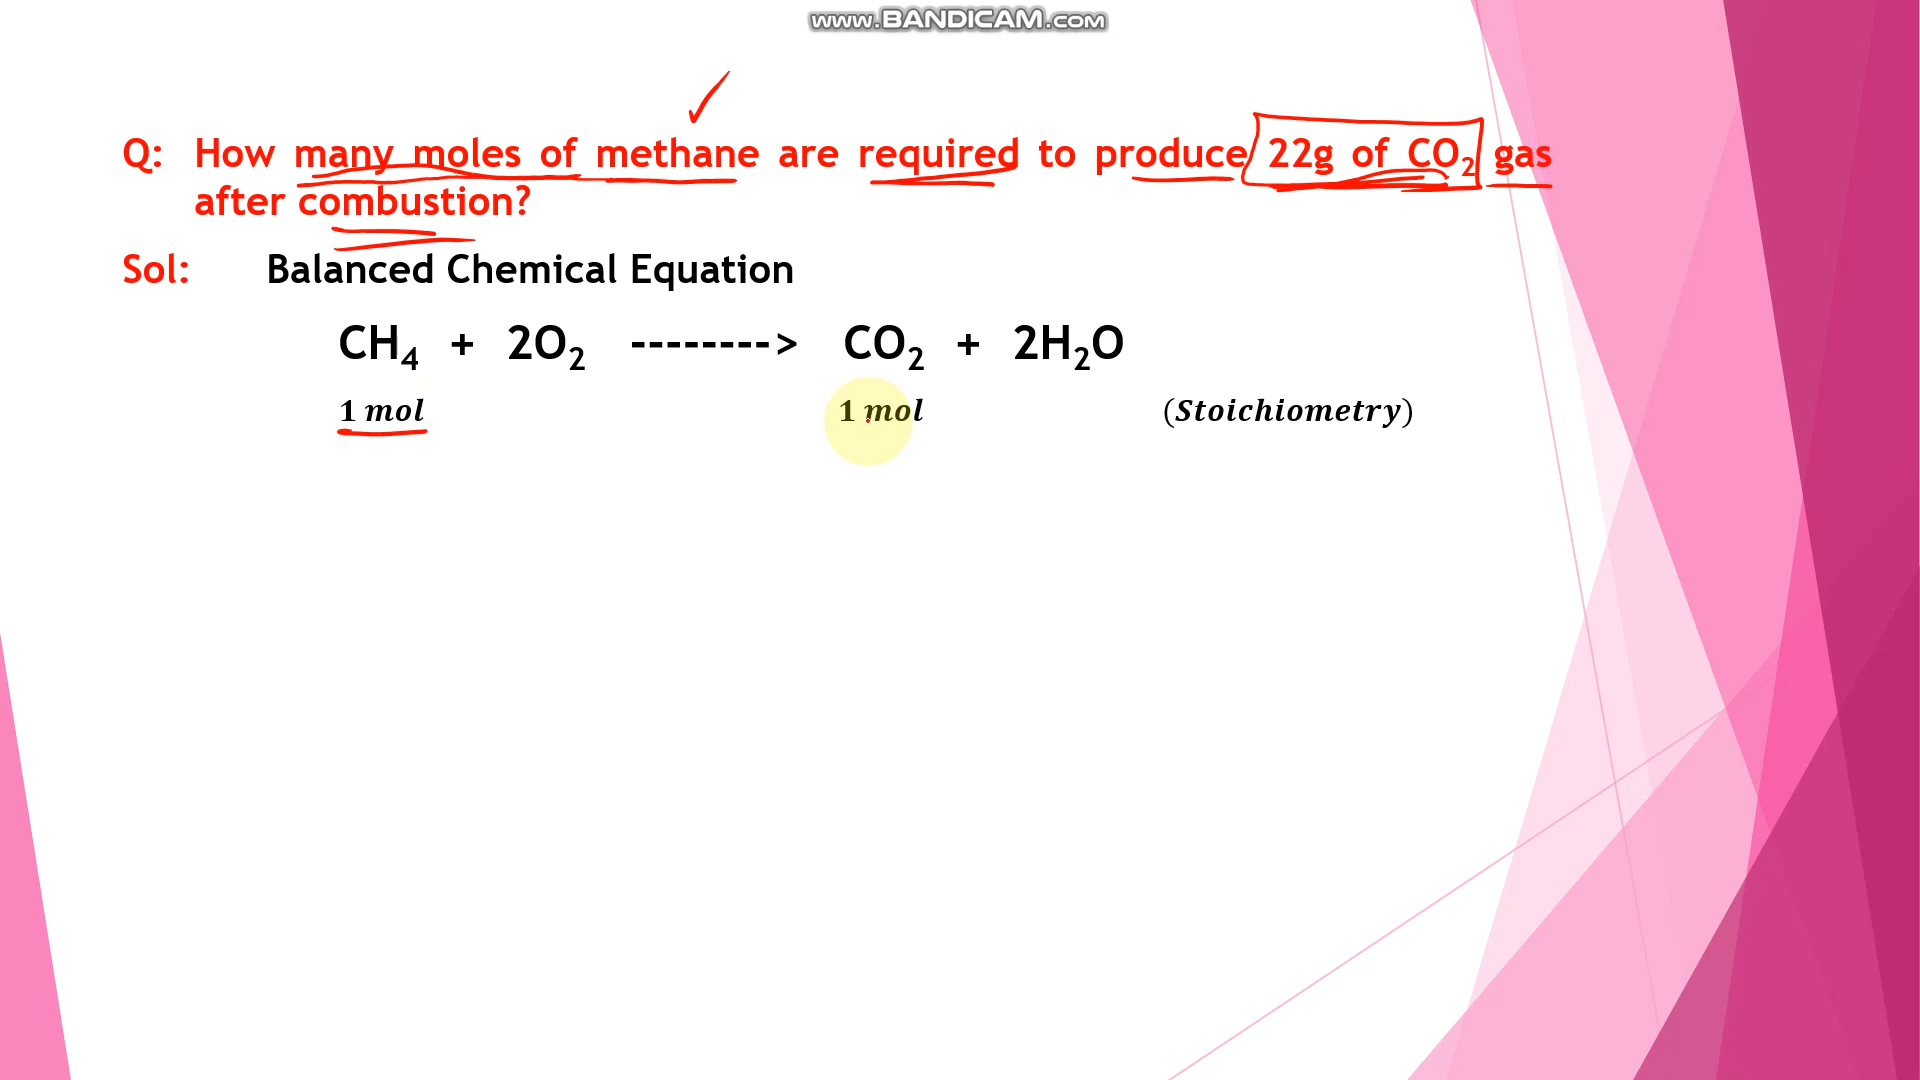 www.BANDICAM.com
Q: How many moles of methane are required to produce 22g of CO₂ gas
after combustion?
Sol: Balanced Chemical Equation
CH₄ + 2O₂ --------> CO₂ + 2H₂O
1 mol 1 mol (Stoichiometry)